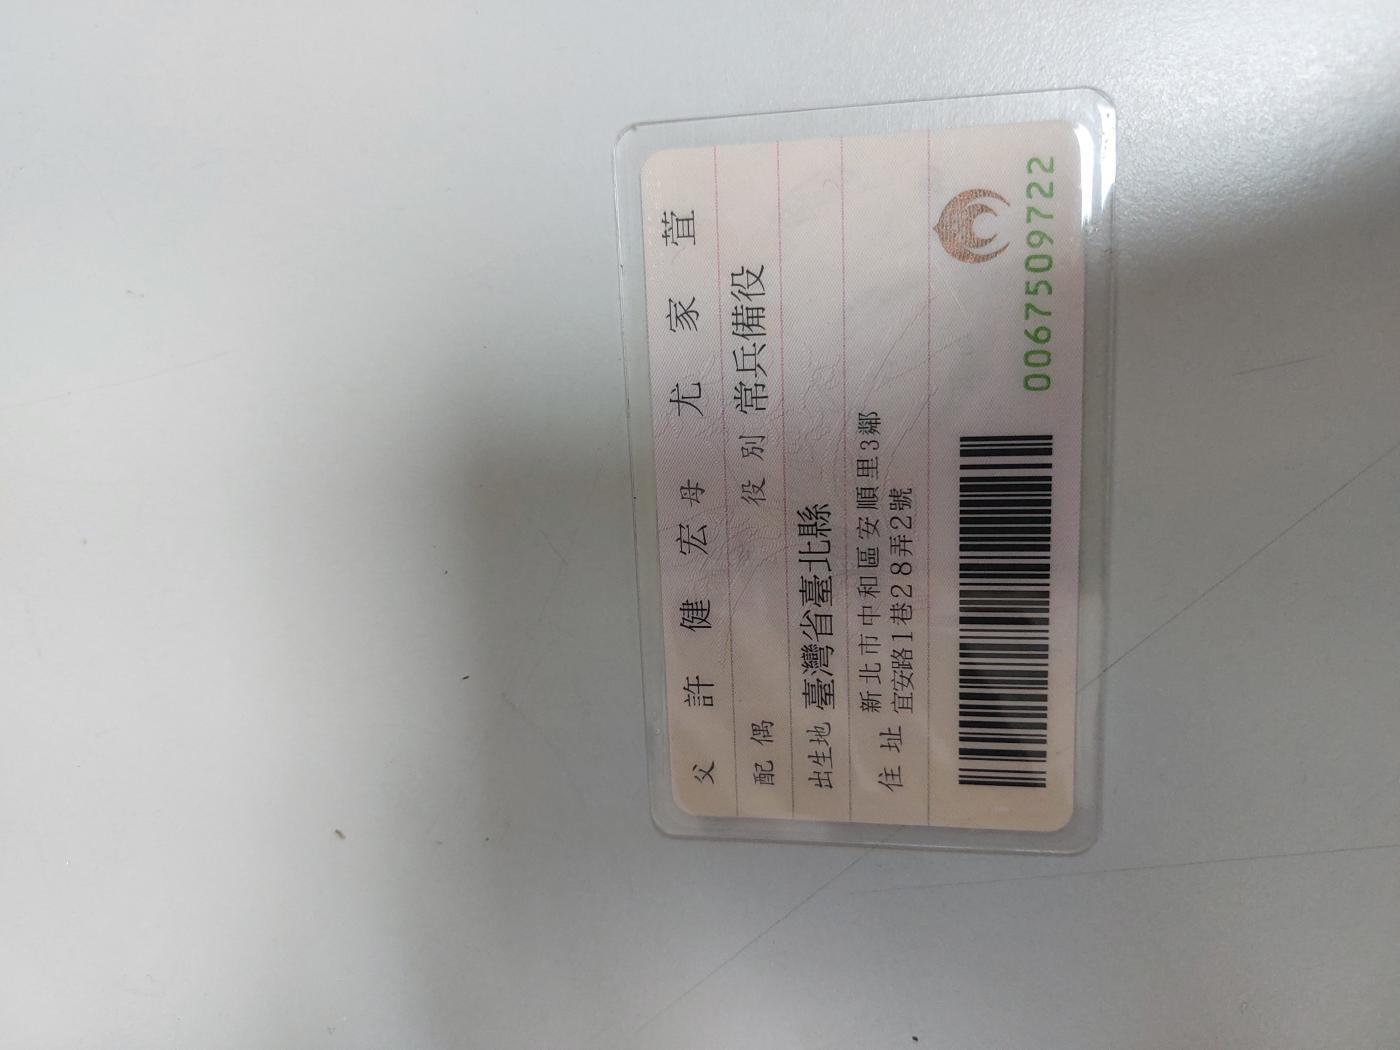 父 許健宏 母 尤家萓
配偶 役別 常兵備役
出生地 臺灣省臺北縣
住址 新北市中和區安順里3鄰
宜安路1巷28弄2號
0067509722